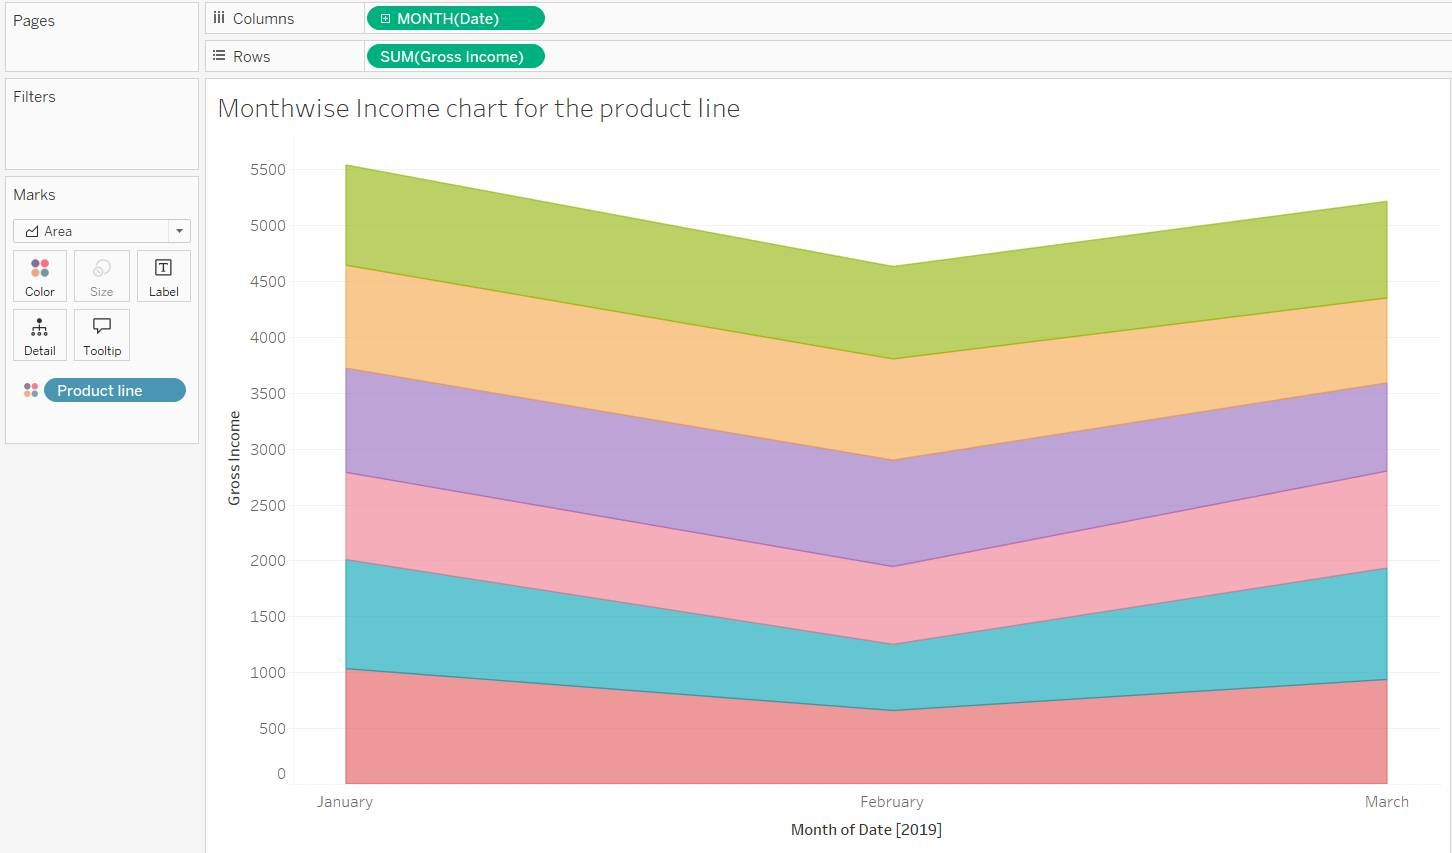 Pages
Columns
MONTH(Date)
Rows
SUM(Gross Income)
Filters
Marks
Area
Color
Size
Label
Detail
Tooltip
Product line
Monthwise Income chart for the product line
Gross Income
5500
5000
4500
4000
3500
3000
2500
2000
1500
1000
500
0
January
February
March
Month of Date [2019]